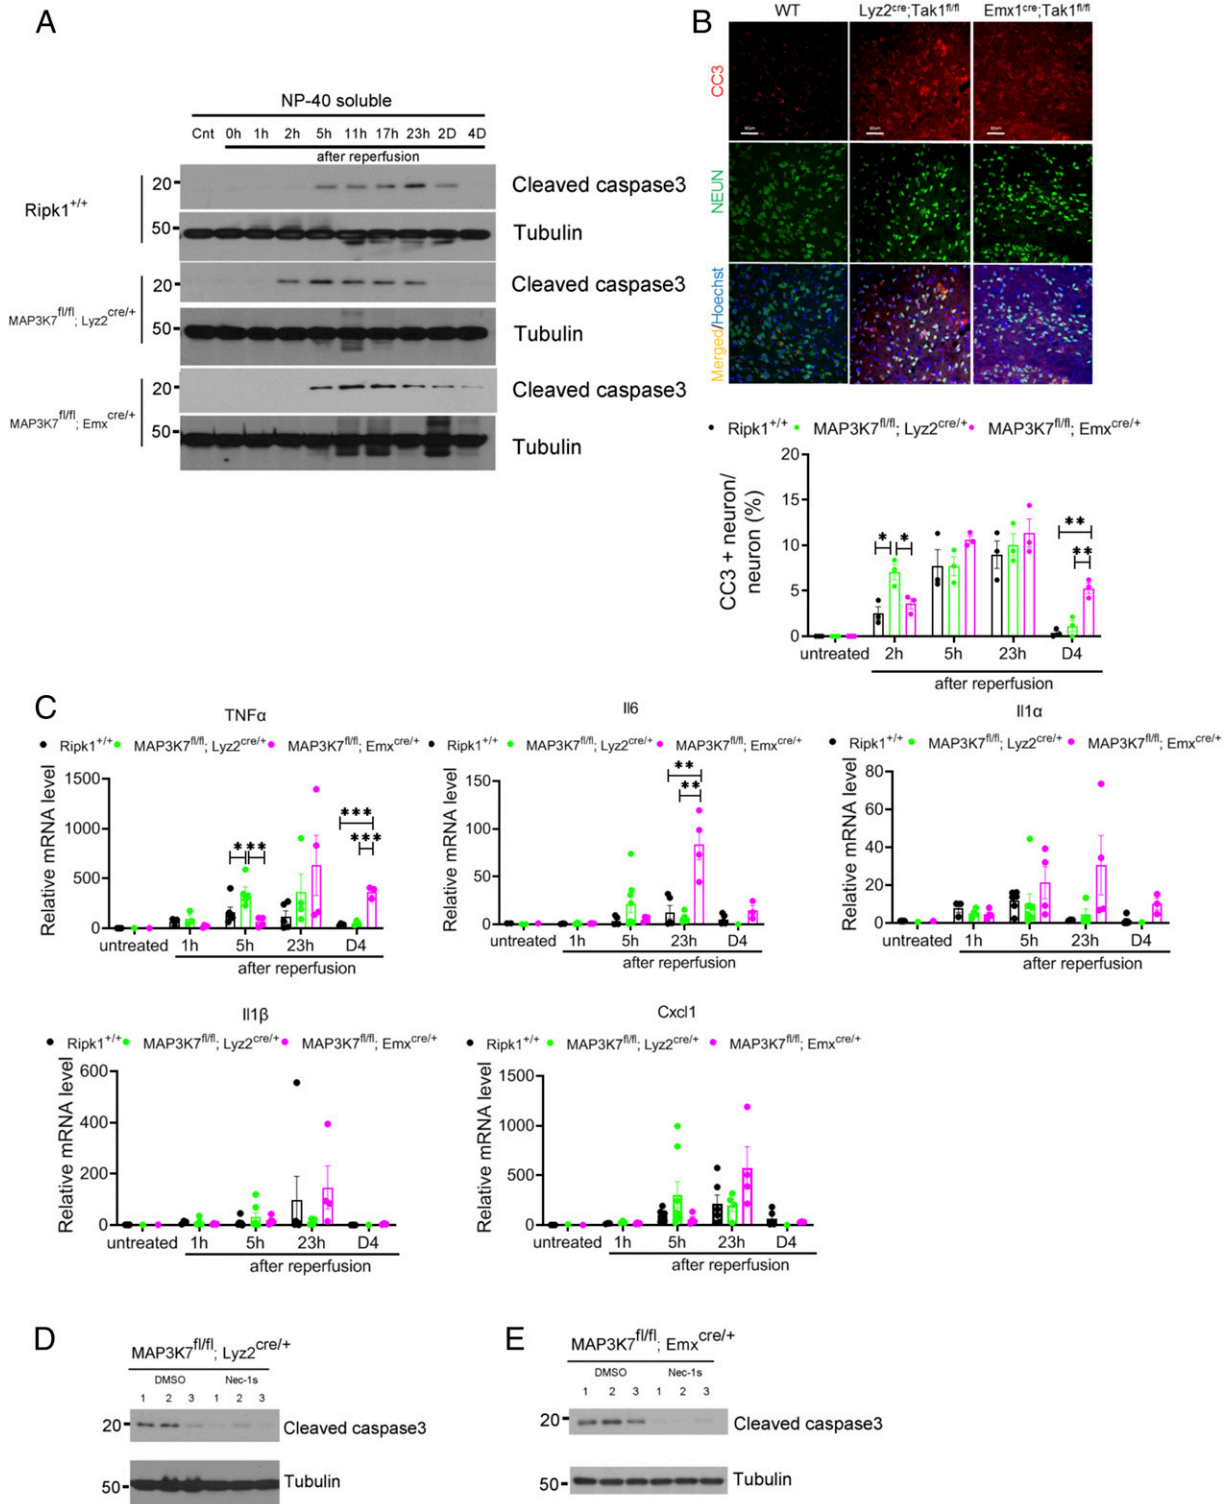 A
NP-40 soluble
Cnt 0h 1h 2h 5h 11h 17h 23h 2D 4D
after reperfusion
Ripk1+/+
20
Cleaved caspase3
50
Tubulin
MAP3K7fl/fl; Lyz2cre/+
20
Cleaved caspase3
50
Tubulin
MAP3K7fl/fl; Emxcre/+
20
Cleaved caspase3
50
Tubulin
B
WT Lyz2cre;Tak1fl/fl Emx1cre;Tak1fl/fl
CC3
NEUN
Merged/Hoechst
Ripk1+/+ MAP3K7fl/fl; Lyz2cre/+ MAP3K7fl/fl; Emxcre/+
CC3 + neuron/
neuron (%)
20
15
10
5
0
* * ** **
untreated 2h 5h 23h D4
after reperfusion
C
TNFα
Ripk1+/+ MAP3K7fl/fl; Lyz2cre/+ MAP3K7fl/fl; Emxcre/+
Relative mRNA level
1500
1000
500
0
* ** *** ***
untreated 1h 5h 23h D4
after reperfusion
Il6
Ripk1+/+ MAP3K7fl/fl; Lyz2cre/+ MAP3K7fl/fl; Emxcre/+
Relative mRNA level
150
100
50
0
** **
untreated 1h 5h 23h D4
after reperfusion
Il1α
Ripk1+/+ MAP3K7fl/fl; Lyz2cre/+ MAP3K7fl/fl; Emxcre/+
Relative mRNA level
80
60
40
20
0
untreated 1h 5h 23h D4
after reperfusion
Il1β
Ripk1+/+ MAP3K7fl/fl; Lyz2cre/+ MAP3K7fl/fl; Emxcre/+
Relative mRNA level
600
400
200
0
untreated 1h 5h 23h D4
after reperfusion
Cxcl1
Ripk1+/+ MAP3K7fl/fl; Lyz2cre/+ MAP3K7fl/fl; Emxcre/+
Relative mRNA level
1500
1000
500
0
untreated 1h 5h 23h D4
after reperfusion
D
MAP3K7fl/fl; Lyz2cre/+
DMSO Nec-1s
1 2 3 1 2 3
20
Cleaved caspase3
50
Tubulin
E
MAP3K7fl/fl; Emxcre/+
DMSO Nec-1s
1 2 3 1 2 3
20
Cleaved caspase3
50
Tubulin